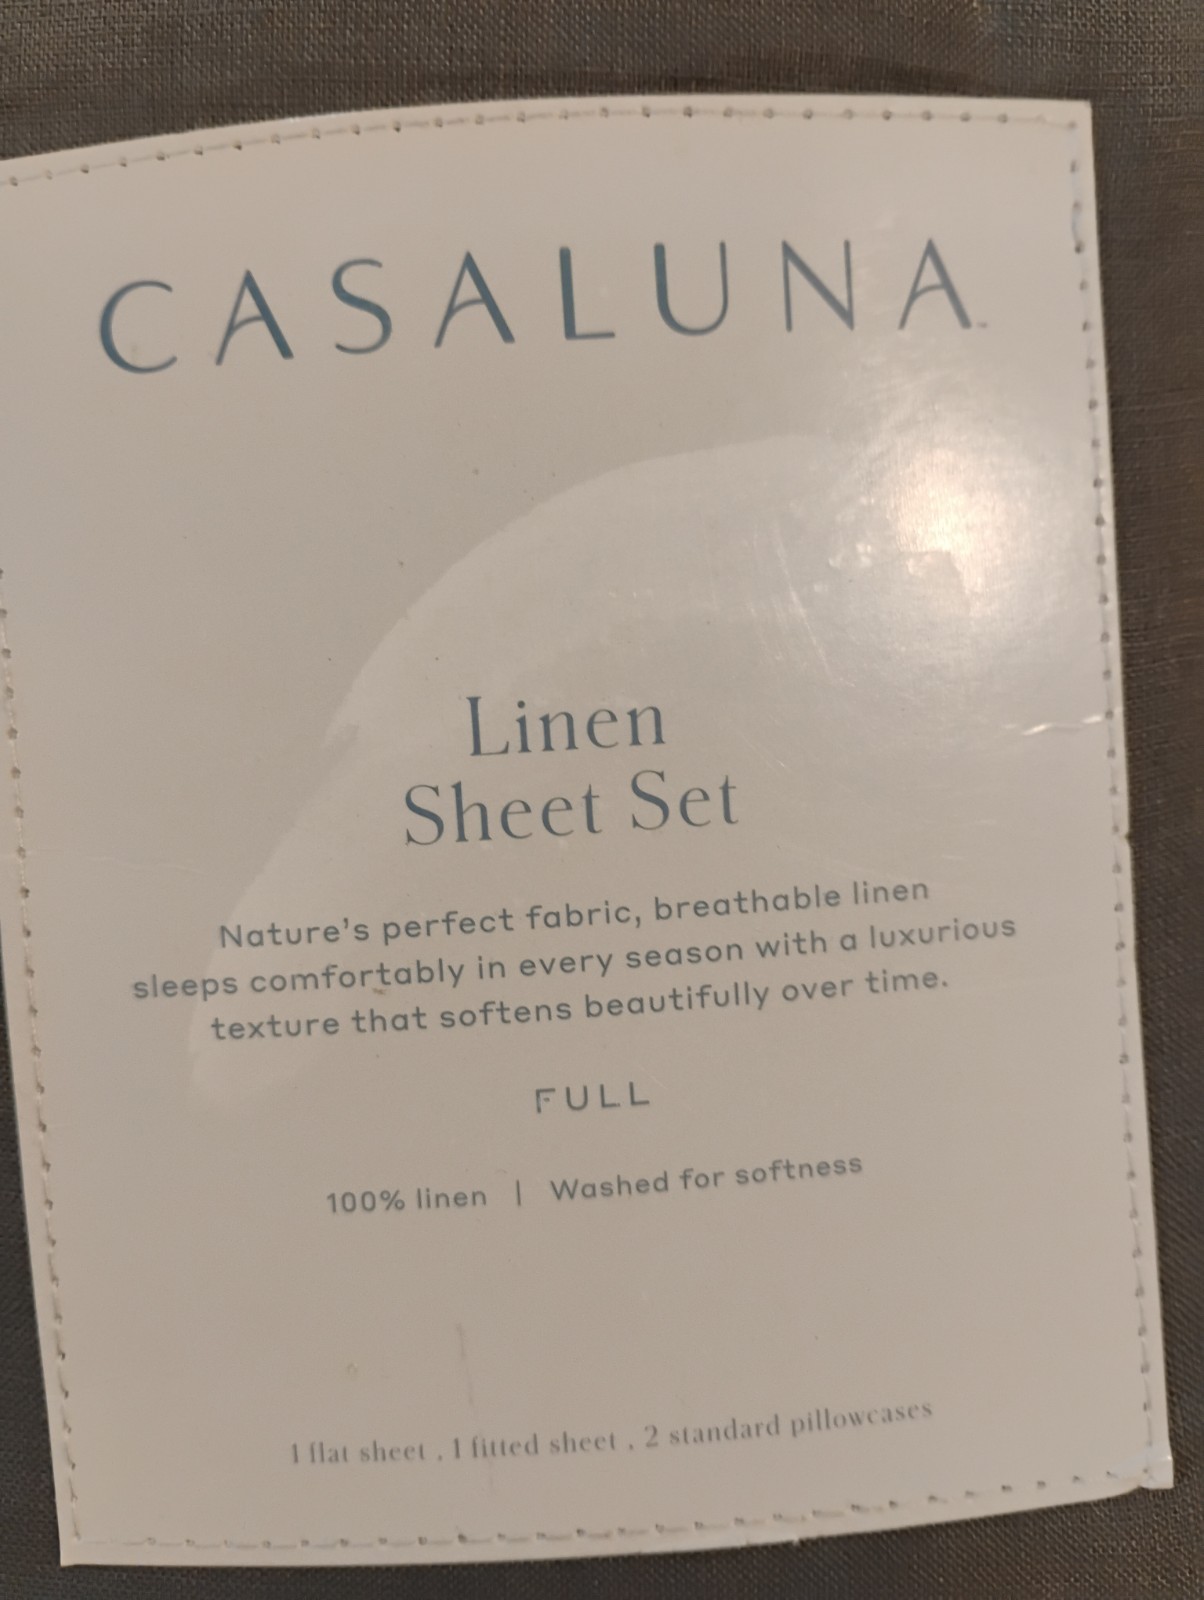 CASALUNA™
Linen
Sheet Set
Nature's perfect fabric, breathable linen
sleeps comfortably in every season with a luxurious
texture that softens beautifully over time.
FULL
100% linen | Washed for softness
1 flat sheet , 1 fitted sheet , 2 standard pillowcases